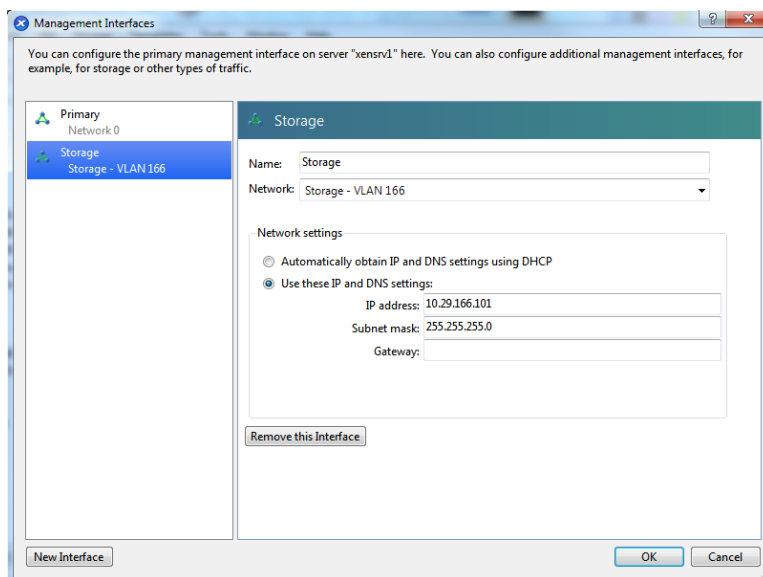 Management Interfaces
You can configure the primary management interface on server "xensrv1" here. You can also configure additional management interfaces, for
example, for storage or other types of traffic.
Primary
Network 0
Storage
Storage - VLAN 166
Storage
Name: Storage
Network: Storage - VLAN 166
Network settings
Automatically obtain IP and DNS settings using DHCP
Use these IP and DNS settings:
IP address: 10.29.166.101
Subnet mask: 255.255.255.0
Gateway:
Remove this Interface
New Interface
OK
Cancel